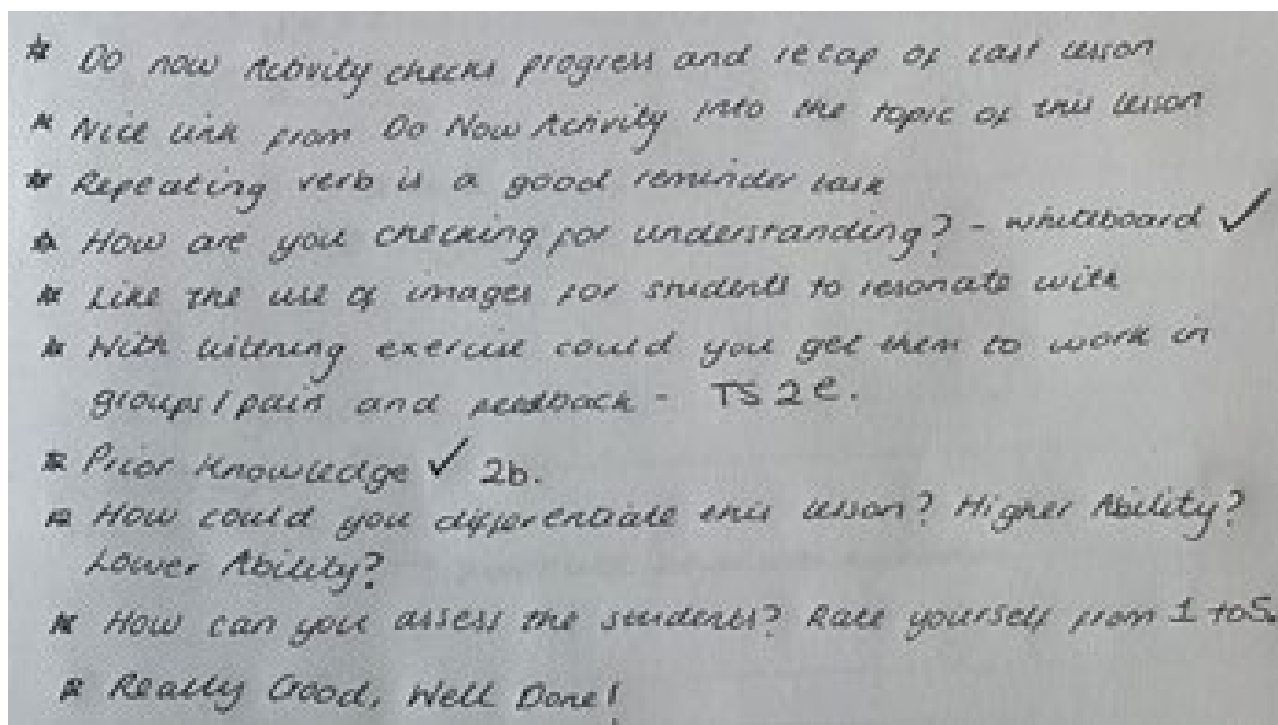 * Do now Activity checks progress and recap of last lesson
* Nice link from Do Now Activity into the topic of this lesson
* Repeating verb is a good reminder task
* How are you checking for understanding? - whiteboard ✓
* Like the use of images for students to resonate with
* With listening exercise could you get them to work in
groups/pairs and feedback - TS 2e.
* Prior Knowledge ✓ 2b.
* How could you differentiate this lesson? Higher Ability?
Lower Ability?
* How can you assess the students? Rate yourself from 1 to 5.
* Really Good, Well Done!